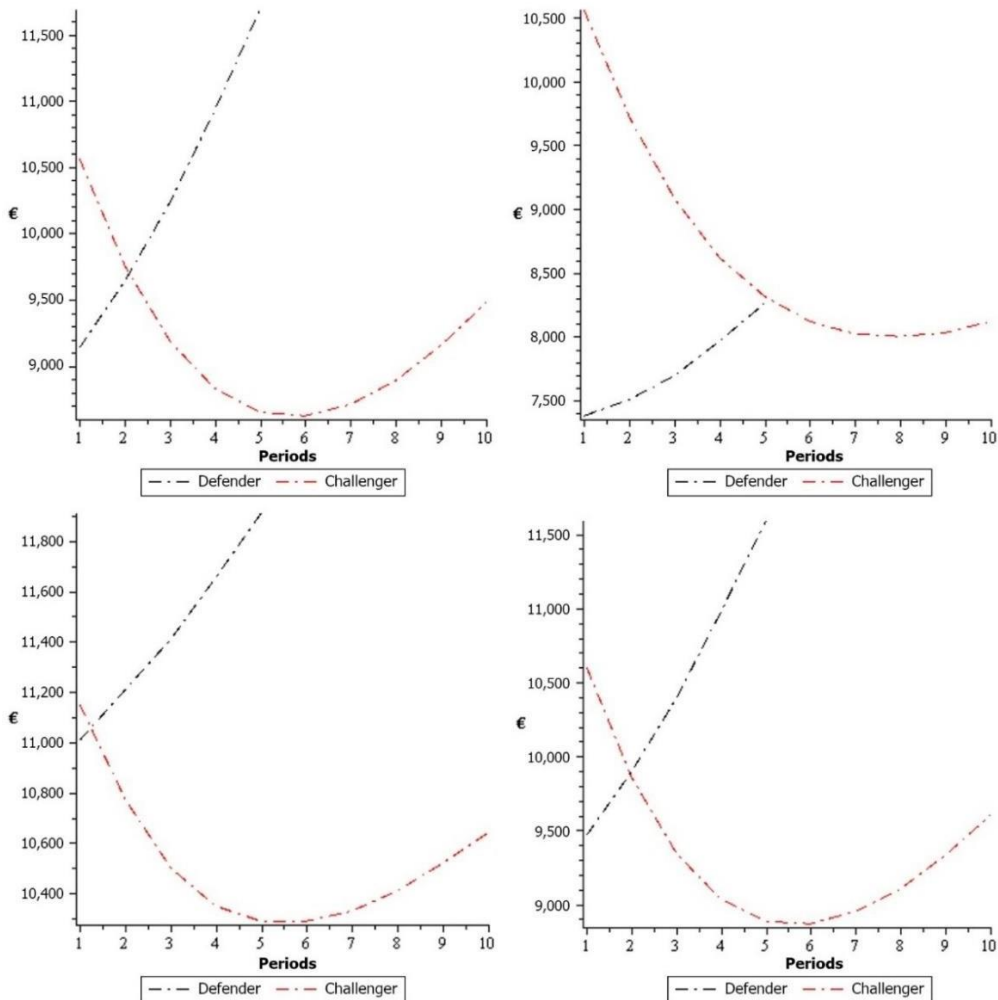 11,500
11,000
10,500
10,000
€
9,500
9,000
1 2 3 4 5 6 7 8 9 10
Periods
Defender Challenger
10,500
10,000
9,500
9,000
€
8,500
8,000
7,500
1 2 3 4 5 6 7 8 9 10
Periods
Defender Challenger
11,800
11,600
11,400
11,200
€
11,000
10,800
10,600
10,400
1 2 3 4 5 6 7 8 9 10
Periods
Defender Challenger
11,500
11,000
10,500
€
10,000
9,500
9,000
1 2 3 4 5 6 7 8 9 10
Periods
Defender Challenger